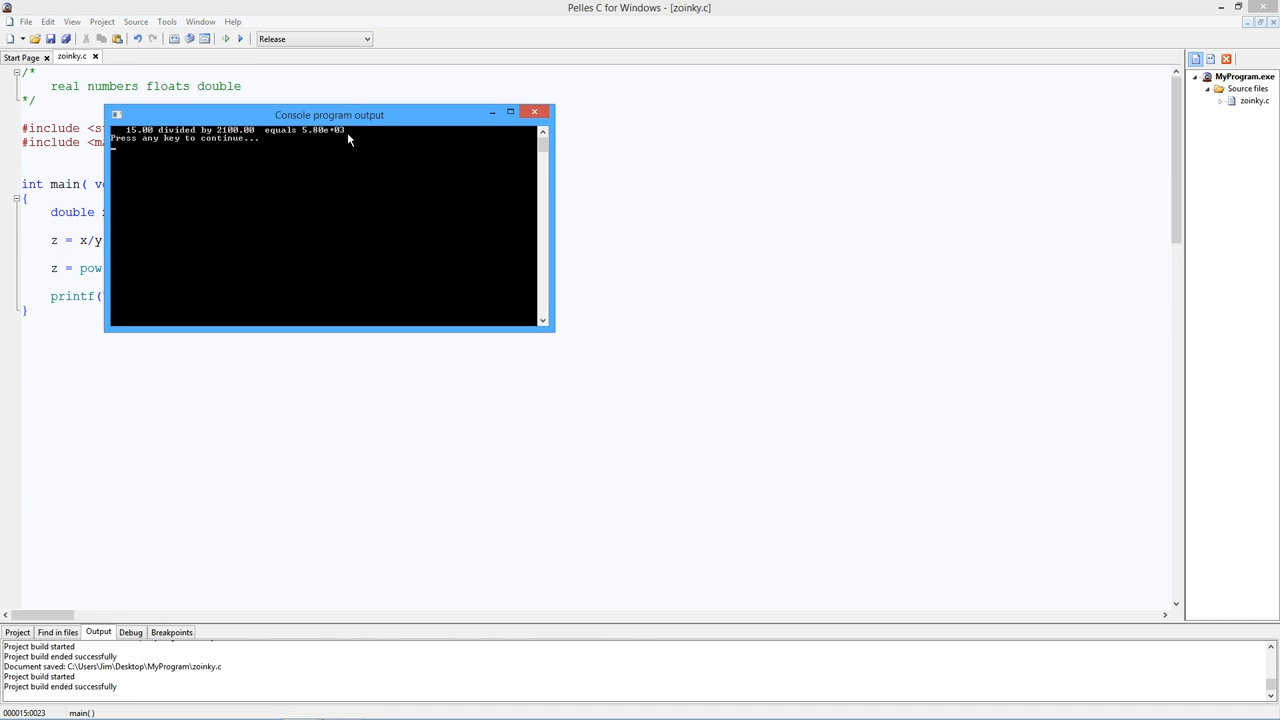 Pelles C for Windows - [zoinky.c]
File Edit View Project Source Tools Window Help
Release
Start Page zoinky.c
/*
real numbers floats double
*/
#include <st
#include <ma
int main( vo
{
double
z = x/y
z = pow
printf("
}
Console program output
15.00 divided by 2100.00 equals 5.80e+03
Press any key to continue...
MyProgram.exe
Source files
zoinky.c
Project Find in files Output Debug Breakpoints
Project build started
Project build ended successfully
Document saved: C:\Users\Jim\Desktop\MyProgram\zoinky.c
Project build started
Project build ended successfully
000015:0023 main( )